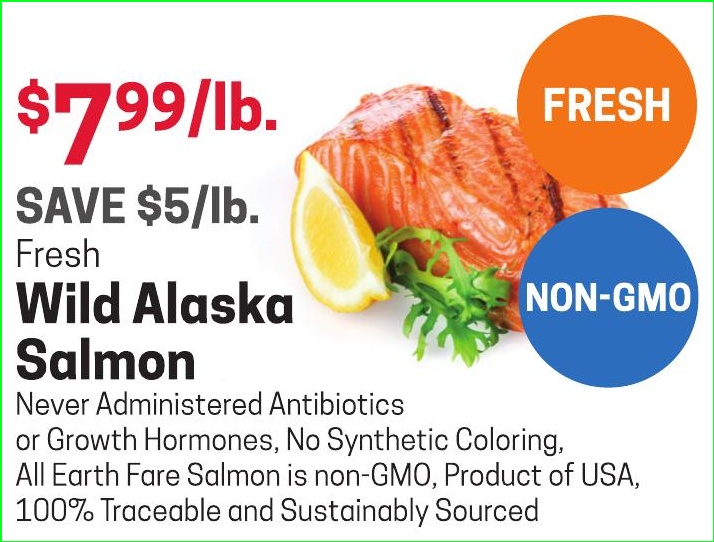 $7.99/lb.
FRESH
SAVE $5/lb.
Fresh
Wild Alaska
Salmon
NON-GMO
Never Administered Antibiotics
or Growth Hormones, No Synthetic Coloring,
All Earth Fare Salmon is non-GMO, Product of USA,
100% Traceable and Sustainably Sourced